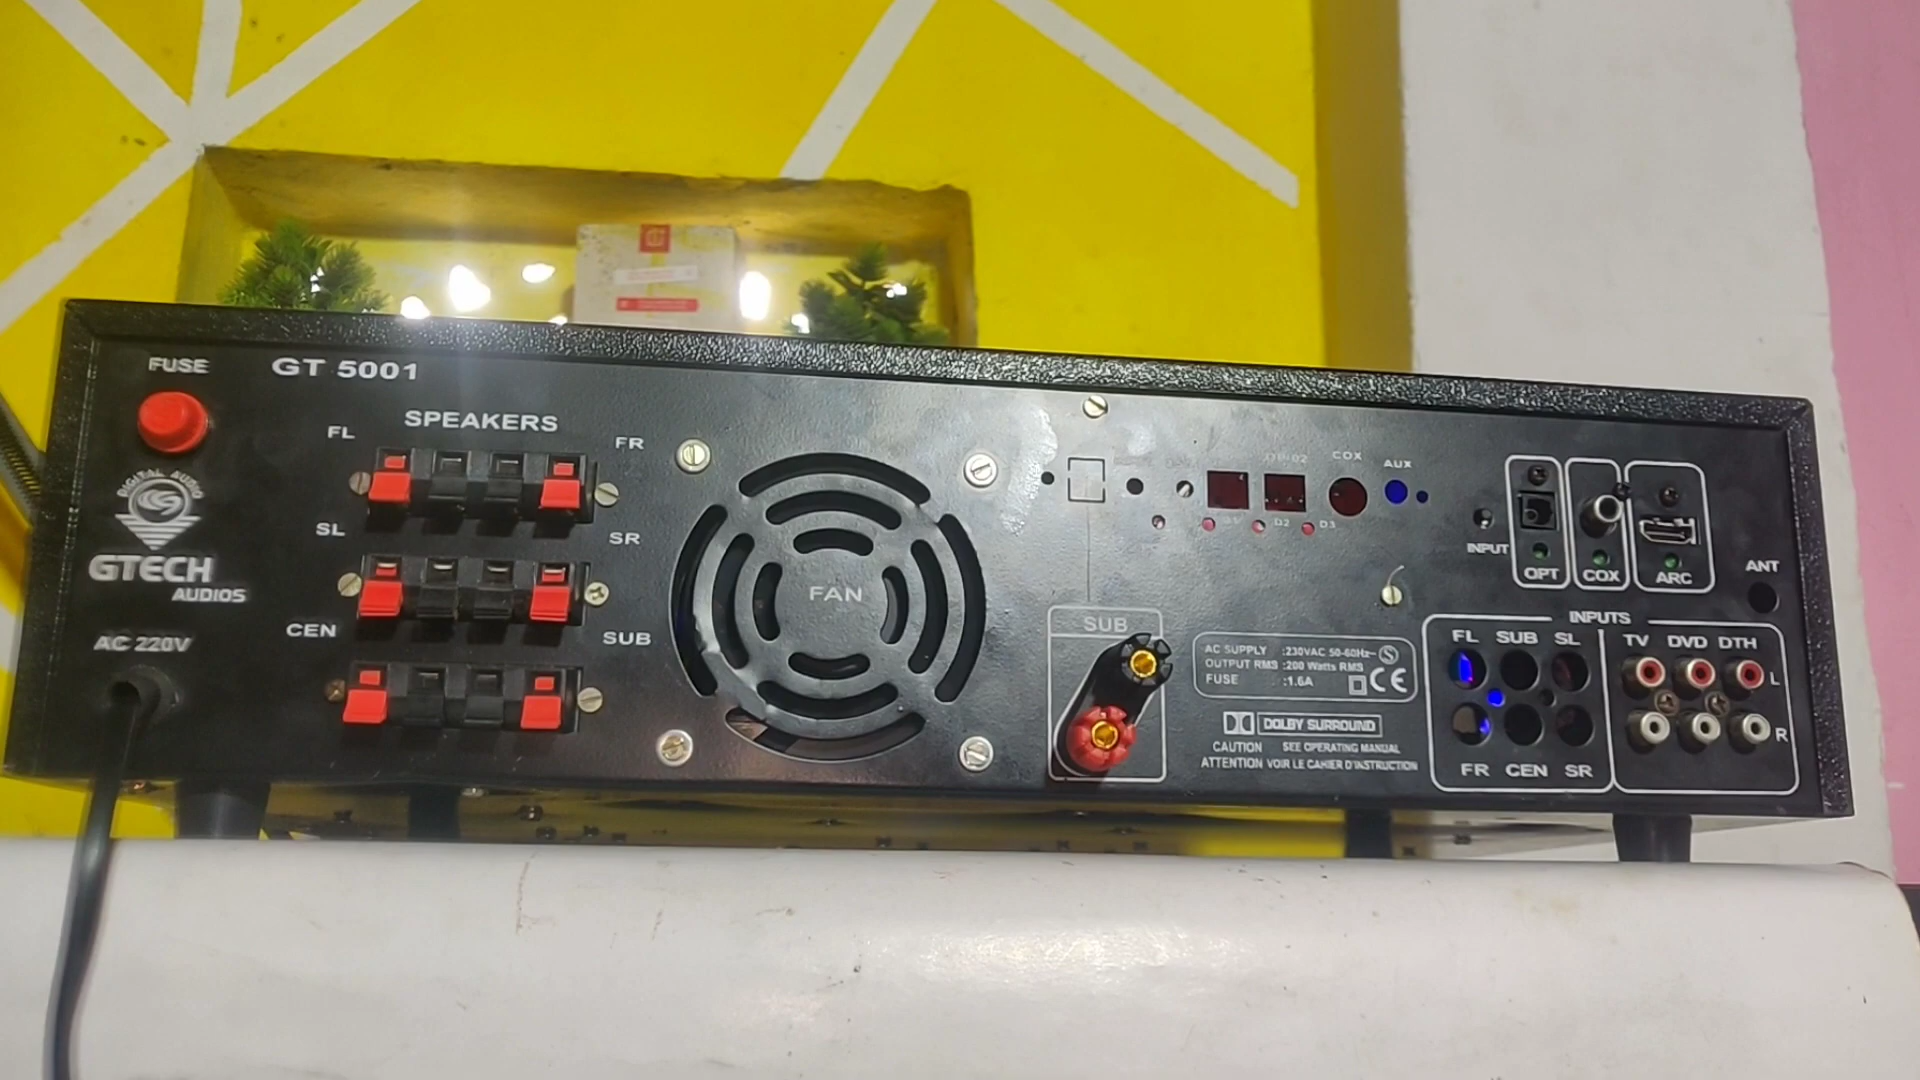 FUSE
GT 5001
SPEAKERS
FL
FR
SL
SR
CEN
SUB
DIGITAL AUDIO
GTECH
AUDIOS
AC 220V
FAN
COX
AUX
D2
D3
SUB
AC SUPPLY :230VAC 50-60Hz~
OUTPUT RMS :200 Watts RMS
FUSE :1.6A
CE
DOLBY SURROUND
CAUTION SEE OPERATING MANUAL
ATTENTION VOIR LE CAHIER D'INSTRUCTION
INPUT
OPT
COX
ARC
ANT
INPUTS
FL SUB SL
TV DVD DTH
L
R
FR CEN SR